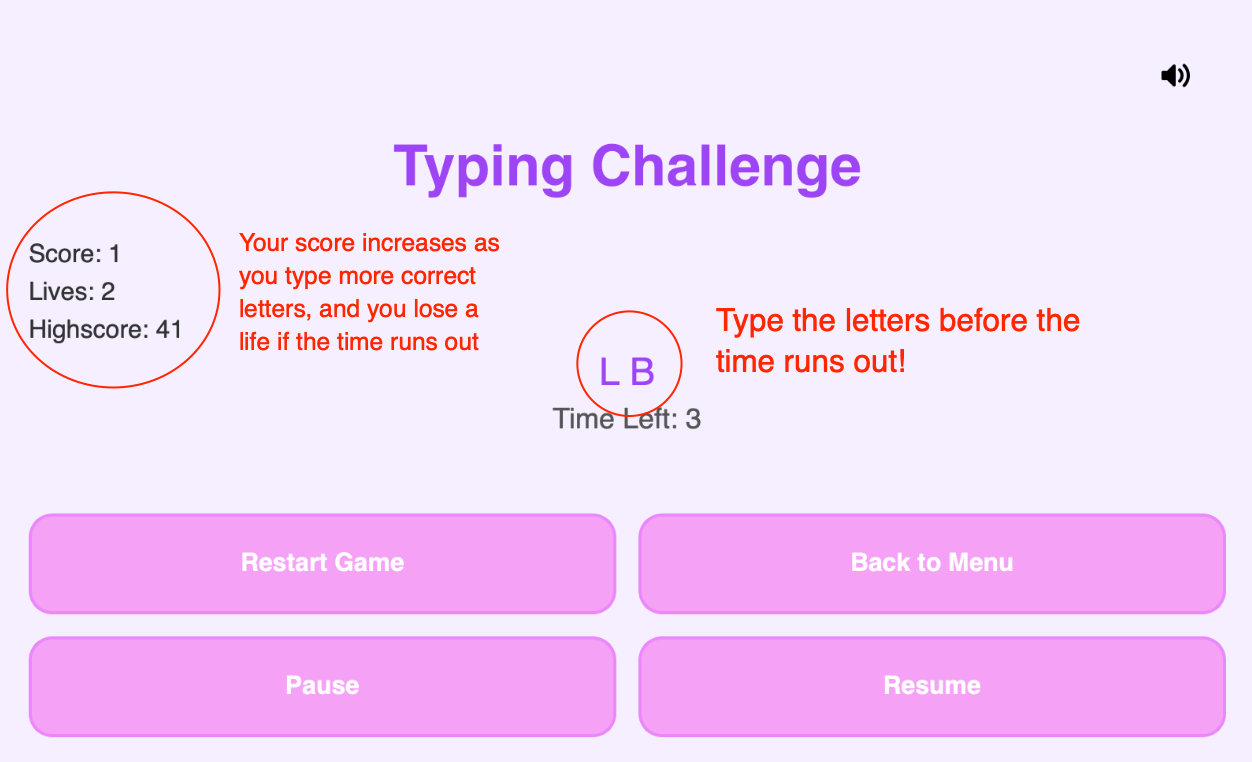 Typing Challenge
Score: 1
Lives: 2
Highscore: 41
Your score increases as
you type more correct
letters, and you lose a
life if the time runs out
L B
Time Left: 3
Type the letters before the
time runs out!
Restart Game
Back to Menu
Pause
Resume